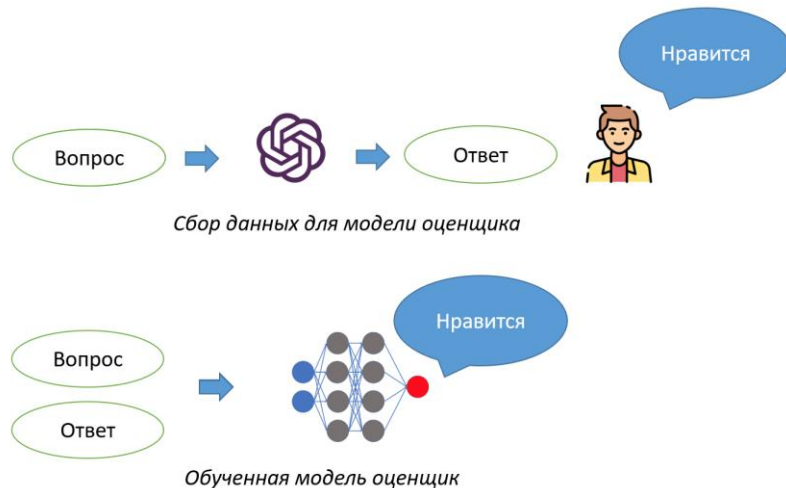 Нравится
Вопрос
Ответ
Сбор данных для модели оценщика
Нравится
Вопрос
Ответ
Обученная модель оценщик